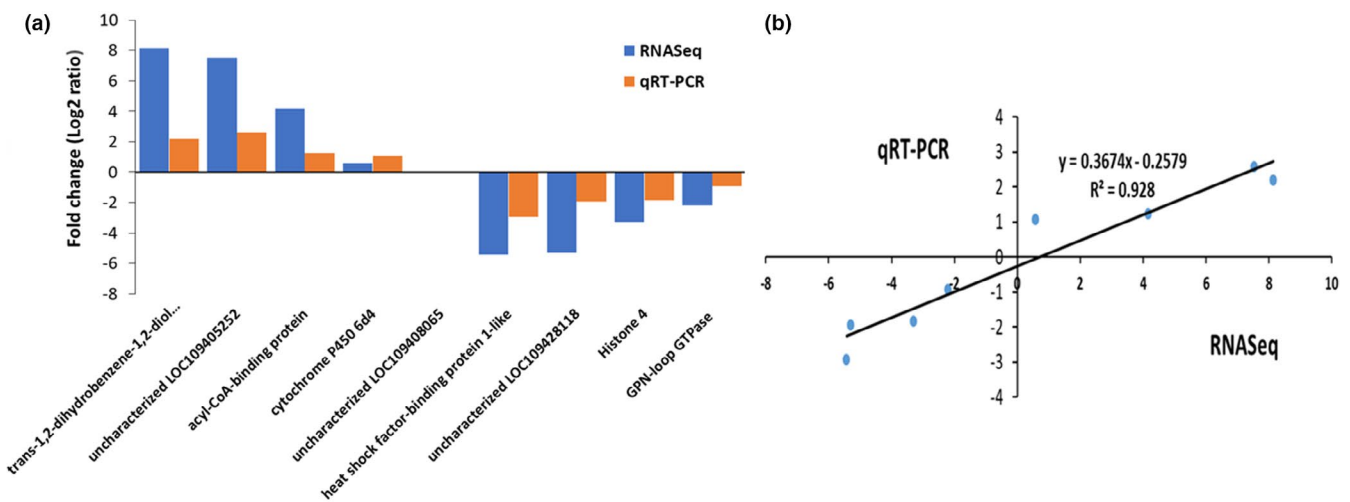 (a)
Fold change (Log2 ratio)
10
8
6
4
2
0
-2
-4
-6
-8
RNASeq
qRT-PCR
trans-1,2-dihydrobenzene-1,2-diol...
uncharacterized LOC109405252
acyl-CoA-binding protein
cytochrome P450 6d4
uncharacterized LOC109408065
heat shock factor-binding protein 1-like
uncharacterized LOC109428118
Histone 4
GPN-loop GTPase
(b)
qRT-PCR
y = 0.3674x - 0.2579
R² = 0.928
4
3
2
1
0
-1
-2
-3
-4
-8 -6 -4 -2 0 2 4 6 8 10
RNASeq